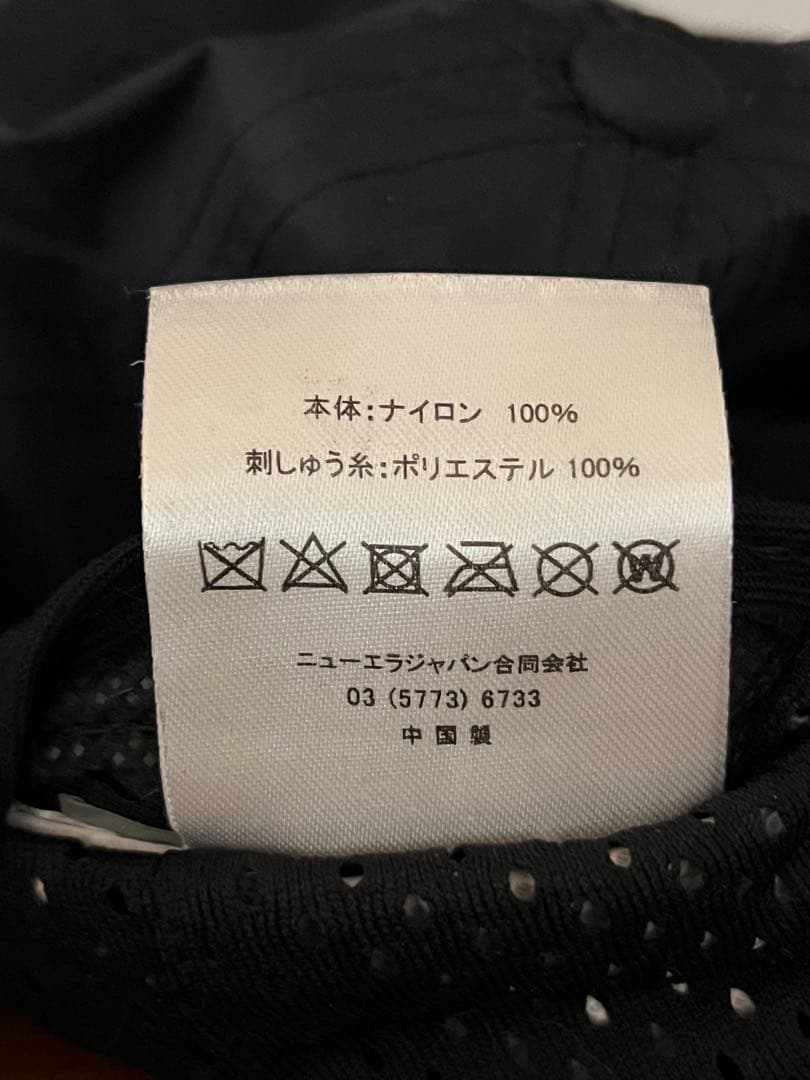 本体：ナイロン 100%
刺しゅう糸：ポリエステル 100%
W
ニューエラジャパン合同会社
03 (5773) 6733
中国製